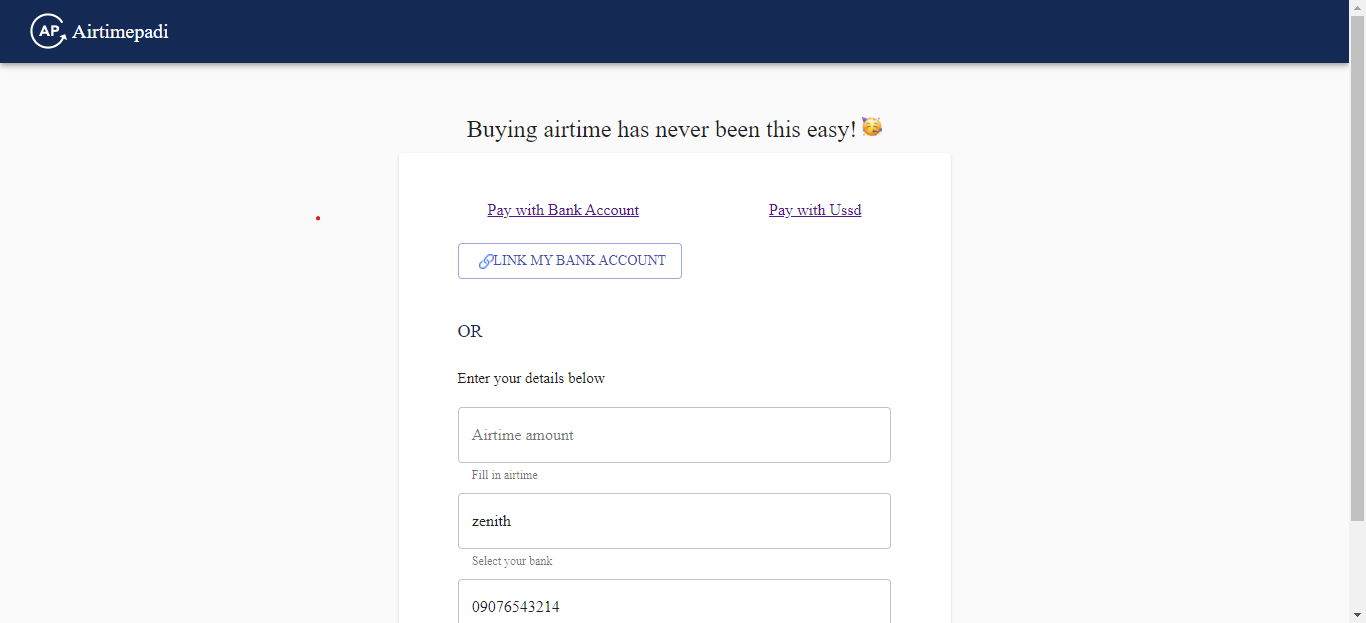 AP Airtimepadi
Buying airtime has never been this easy! 🥳
Pay with Bank Account Pay with Ussd
🔗LINK MY BANK ACCOUNT
OR
Enter your details below
Airtime amount
Fill in airtime
zenith
Select your bank
09076543214